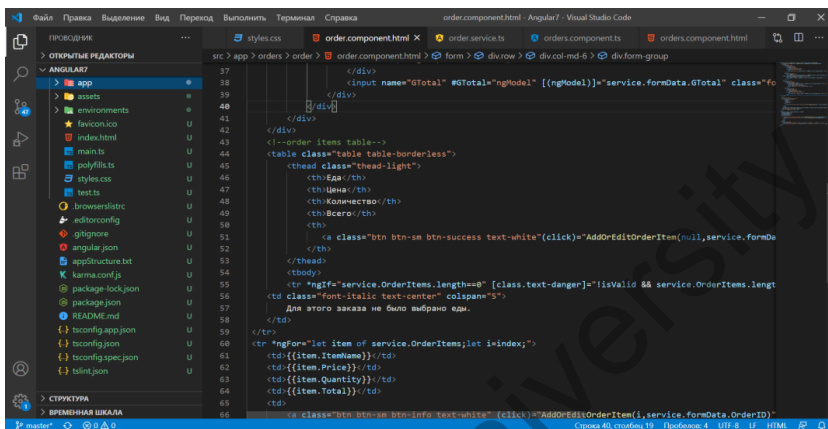 Файл Правка Выделение Вид Переход Выполнить Терминал Справка order.component.html - Angular7 - Visual Studio Code
ПРОВОДНИК ...
styles.css order.component.html × order.service.ts orders.component.ts orders.component.html
> ОТКРЫТЫЕ РЕДАКТОРЫ
src > app > orders > order > order.component.html > form > div.row > div.col-md-6 > div.form-group
ANGULAR7
> app
> assets
> environments
favicon.ico U
index.html U
main.ts U
polyfills.ts U
styles.css U
test.ts U
.browserslistrc U
.editorconfig U
.gitignore U
angular.json U
appStructure.txt U
karma.conf.js U
package-lock.json U
package.json U
README.md U
{..} tsconfig.app.json U
{..} tsconfig.json U
{..} tsconfig.spec.json U
{..} tslint.json U
> СТРУКТУРА
> ВРЕМЕННАЯ ШКАЛА
47
1
37 </div>
38 <input name="GTotal" #GTotal="ngModel" [(ngModel)]="service.formData.GTotal" class="fo
39 </div>
40 </div>
41 </div>
42 </div>
43 <!--order items table-->
44 <table class="table table-borderless">
45 <thead class="thead-light">
46 <th>Еда</th>
47 <th>Цена</th>
48 <th>Количество</th>
49 <th>Всего</th>
50 <th>
51 <a class="btn btn-sm btn-success text-white"(click)="AddOrEditOrderItem(null,service.formDa
52 </th>
53 </thead>
54 <tbody>
55 <tr *ngIf="service.OrderItems.length==0" [class.text-danger]="!isValid && service.OrderItems.lengt
56 <td class="font-italic text-center" colspan="5">
57 Для этого заказа не было выбрано еды.
58 </td>
59 </tr>
60 <tr *ngFor="let item of service.OrderItems;let i=index;">
61 <td>{{item.ItemName}}</td>
62 <td>{{item.Price}}</td>
63 <td>{{item.Quantity}}</td>
64 <td>{{item.Total}}</td>
65 <td>
66 <a class="btn btn-sm btn-info text-white" (click)="AddOrEditOrderItem(i,service.formData.OrderID)"
master* 0 0 Строка 40, столбец 19 Пробелов: 4 UTF-8 LF HTML